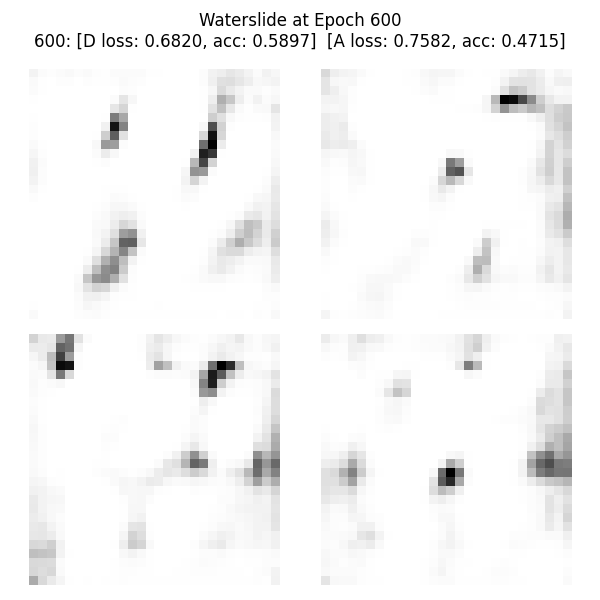 Waterslide at Epoch 600
600: [D loss: 0.6820, acc: 0.5897]  [A loss: 0.7582, acc: 0.4715]